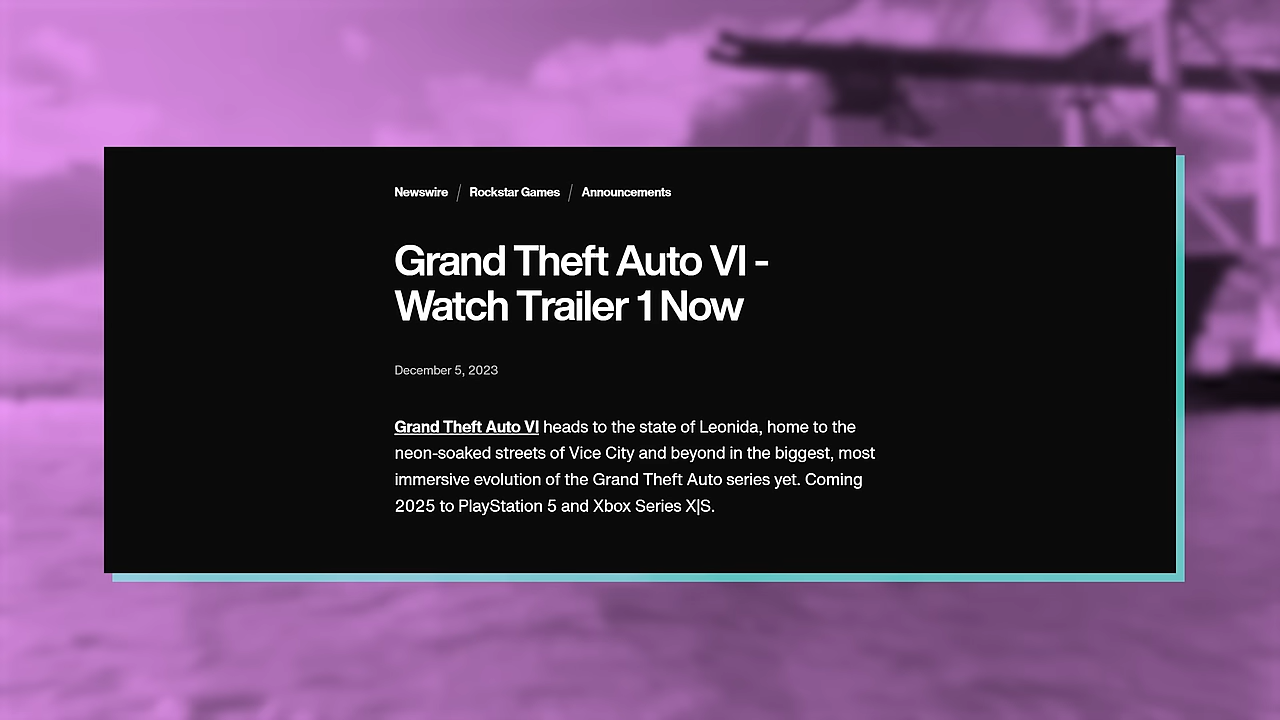 Newswire / Rockstar Games / Announcements
Grand Theft Auto VI -
Watch Trailer 1 Now
December 5, 2023
Grand Theft Auto VI heads to the state of Leonida, home to the
neon-soaked streets of Vice City and beyond in the biggest, most
immersive evolution of the Grand Theft Auto series yet. Coming
2025 to PlayStation 5 and Xbox Series X|S.